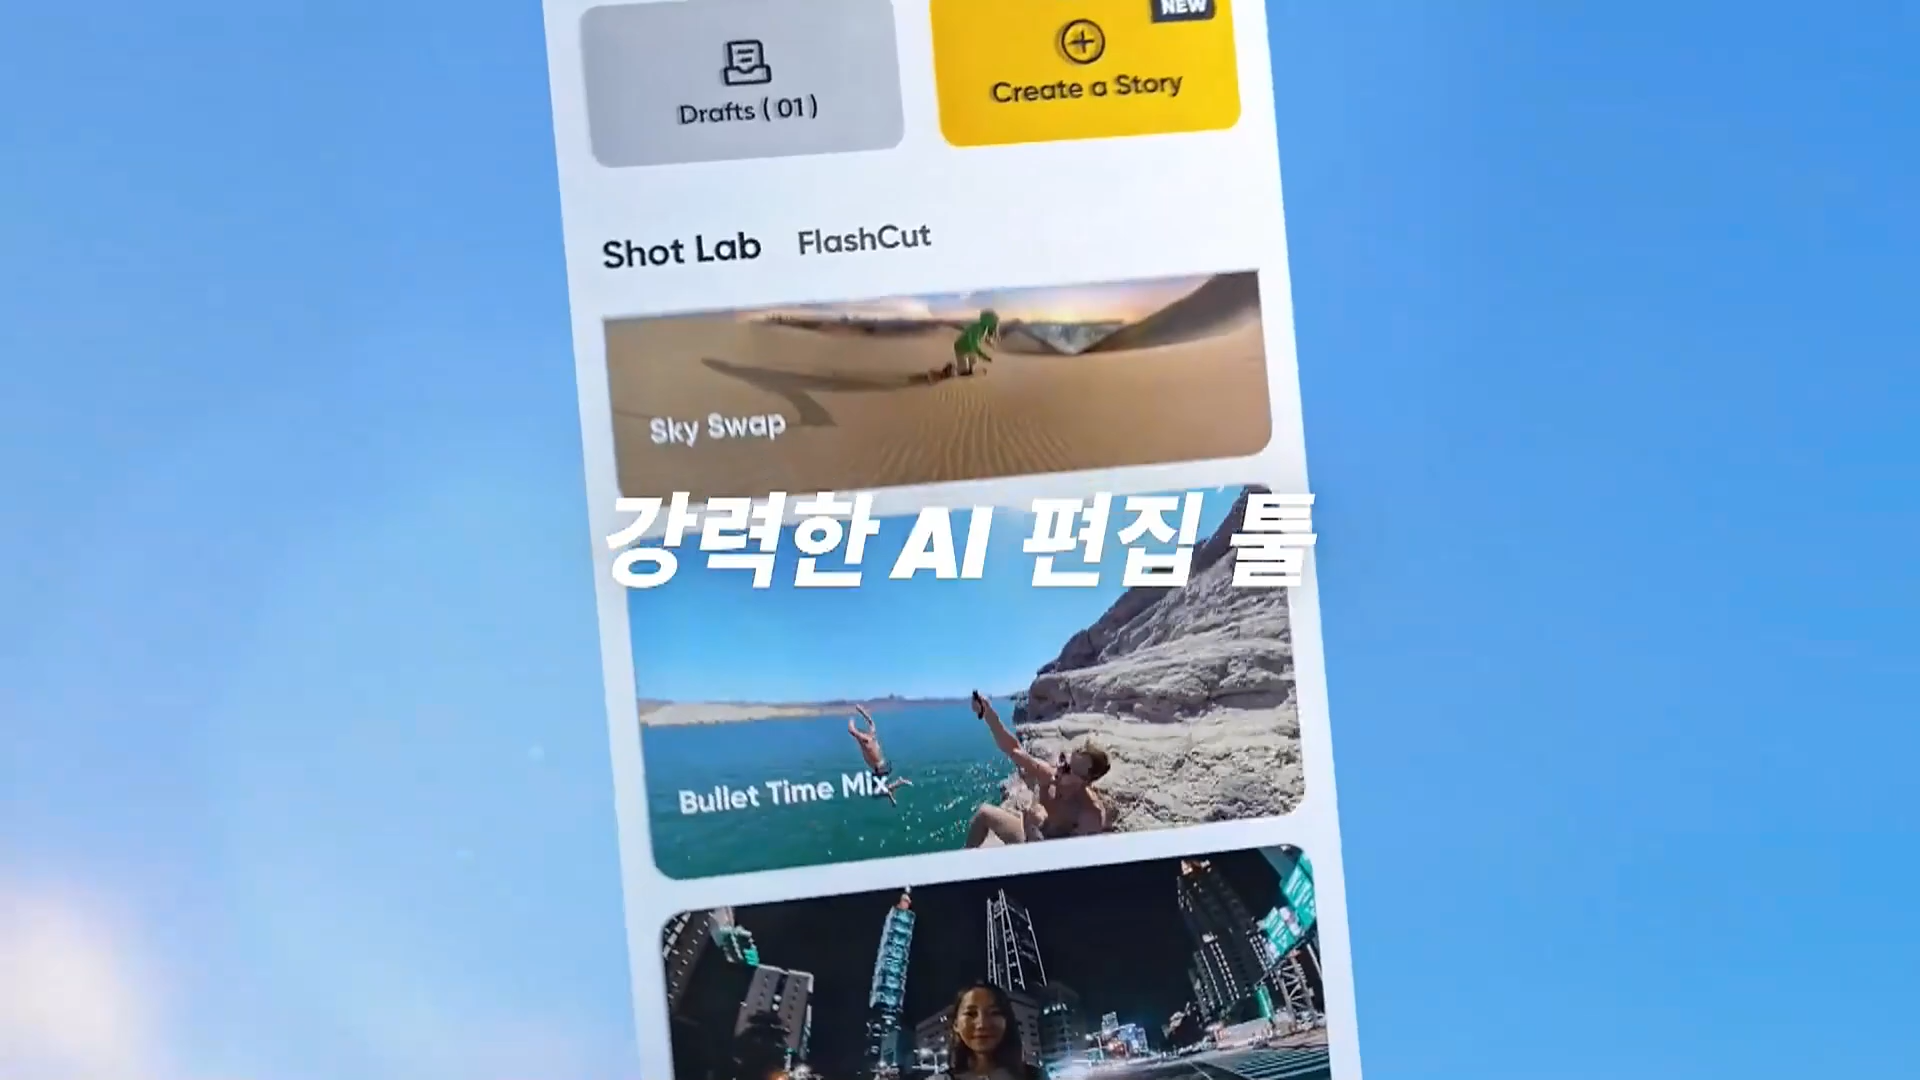 NEW
Drafts ( 01 )
Create a Story
Shot Lab FlashCut
Sky Swap
강력한 AI 편집 툴
Bullet Time Mix